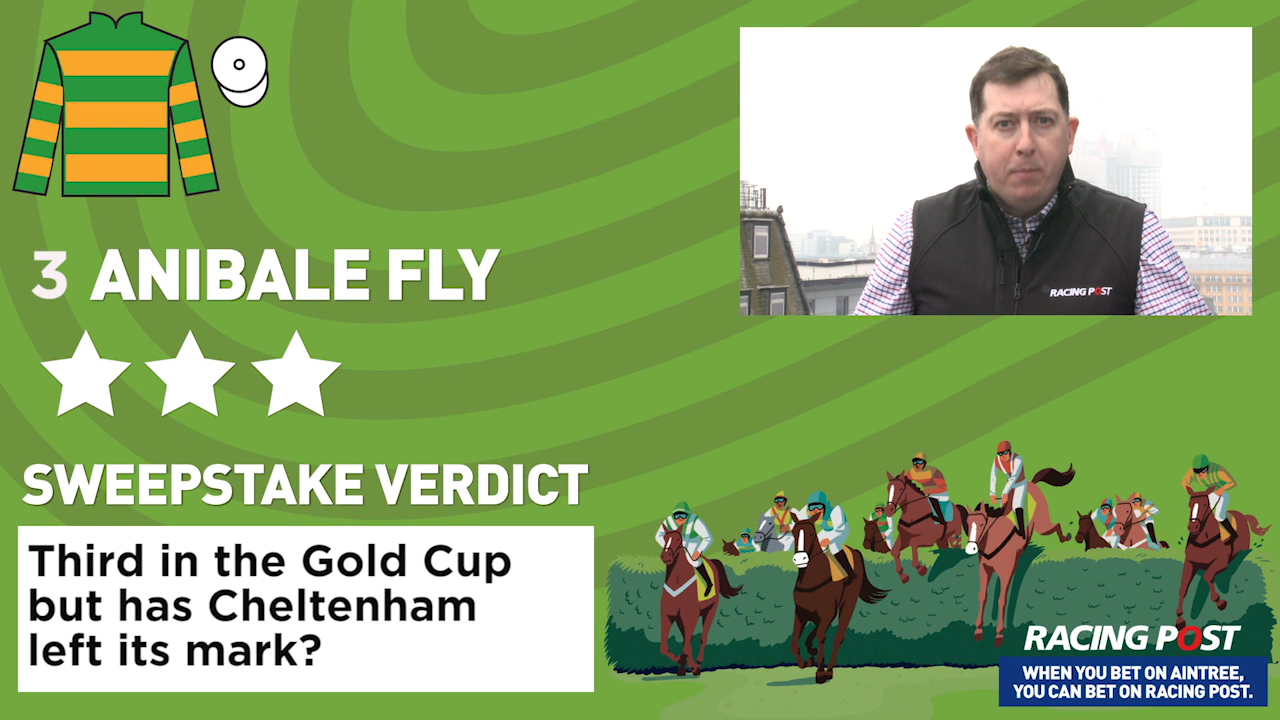 3 ANIBALE FLY
SWEEPSTAKE VERDICT
Third in the Gold Cup
but has Cheltenham
left its mark?
RACING POST
RACING POST
WHEN YOU BET ON AINTREE,
YOU CAN BET ON RACING POST.